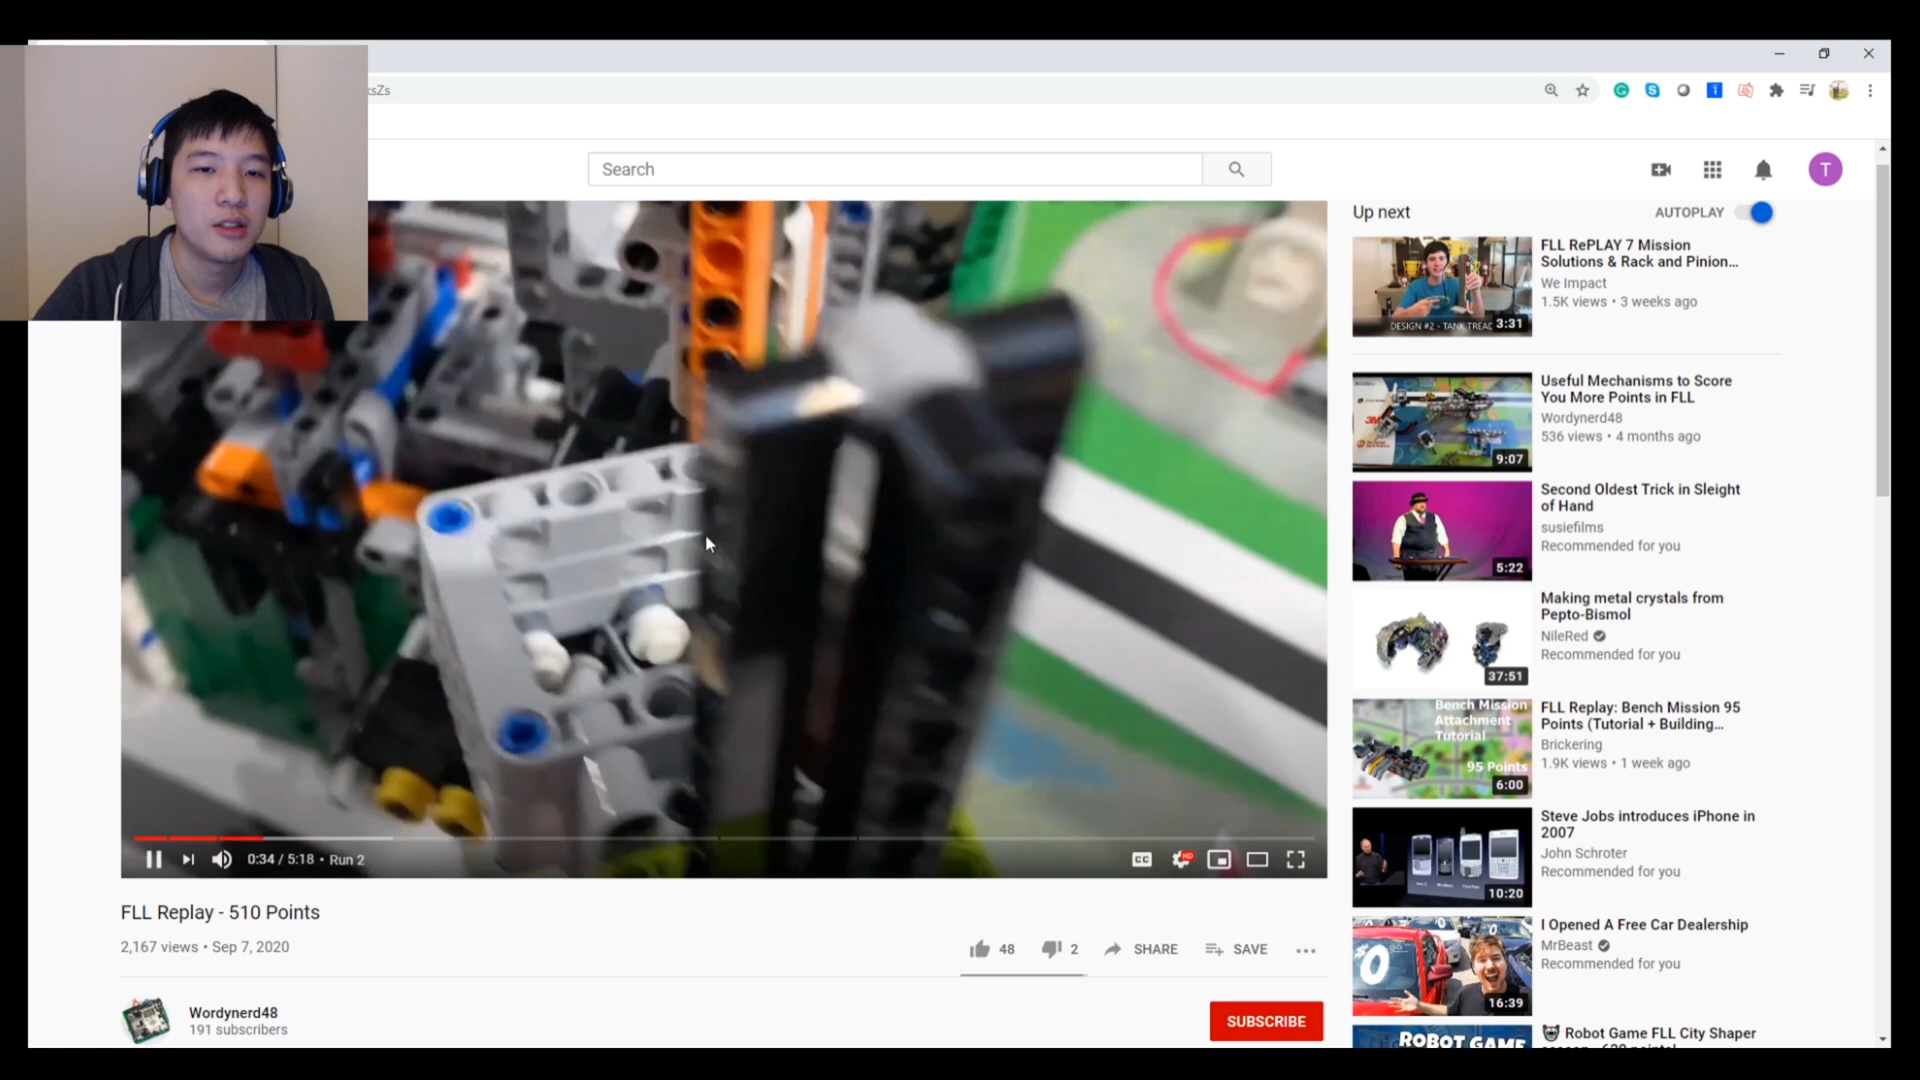 ksZs
Search
T
Up next
AUTOPLAY
FLL RePLAY 7 Mission
Solutions & Rack and Pinion...
We Impact
1.5K views • 3 weeks ago
DESIGN #2 - TANK TREAD
3:31
Useful Mechanisms to Score
You More Points in FLL
Wordynerd48
536 views • 4 months ago
3M
9:07
Second Oldest Trick in Sleight
of Hand
susiefilms
Recommended for you
5:22
Making metal crystals from
Pepto-Bismol
NileRed
Recommended for you
37:51
Bench Mission
Attachment
Tutorial
95 Points
6:00
FLL Replay: Bench Mission 95
Points (Tutorial + Building...
Brickering
1.9K views • 1 week ago
Steve Jobs introduces iPhone in
2007
John Schroter
Recommended for you
10:20
I Opened A Free Car Dealership
MrBeast
Recommended for you
16:39
ROBOT GAME
Robot Game FLL City Shaper
0:34 / 5:18 • Run 2
CC
HD
FLL Replay - 510 Points
2,167 views • Sep 7, 2020
48
2
SHARE
SAVE
Wordynerd48
191 subscribers
SUBSCRIBE